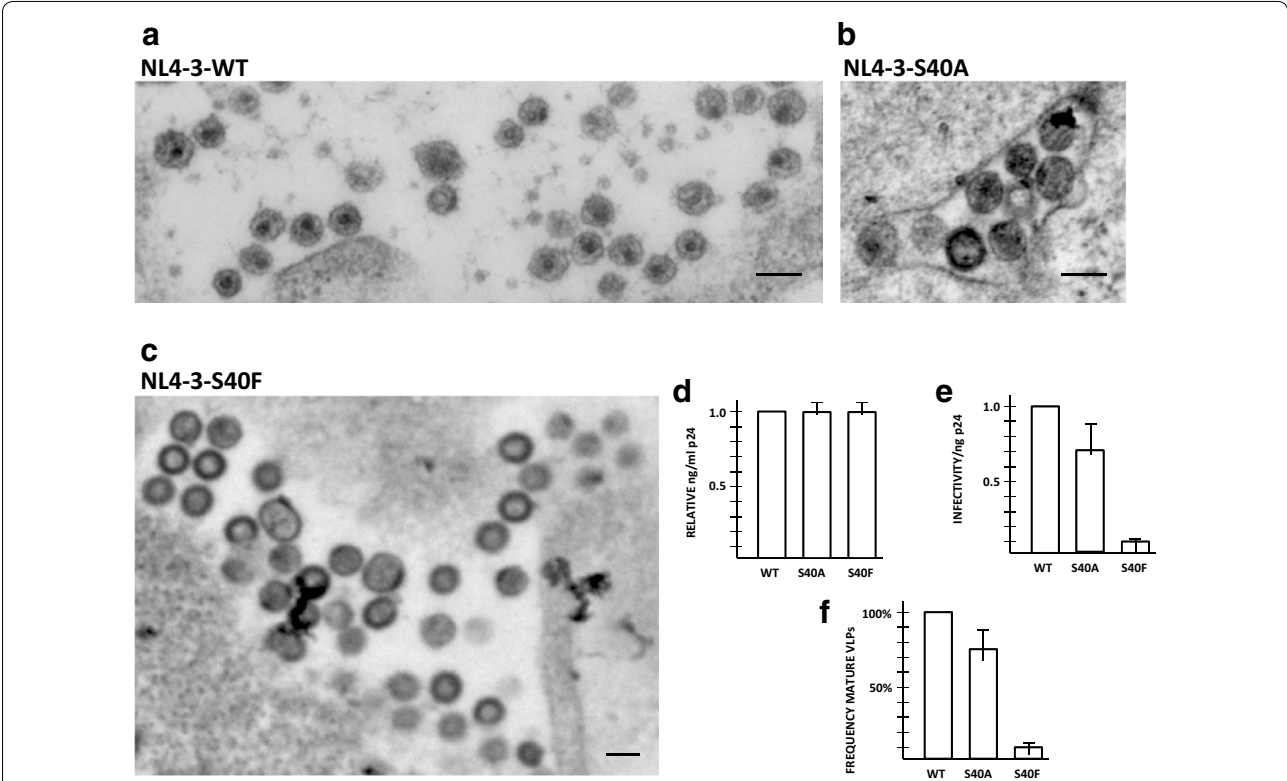 a
NL4-3-WT
b
NL4-3-S40A
c
NL4-3-S40F
d
RELATIVE ng/ml p24
1.0
0.5
WT S40A S40F
e
INFECTIVITY/ng p24
1.0
0.5
WT S40A S40F
f
FREQUENCY MATURE VLPs
100%
50%
WT S40A S40F